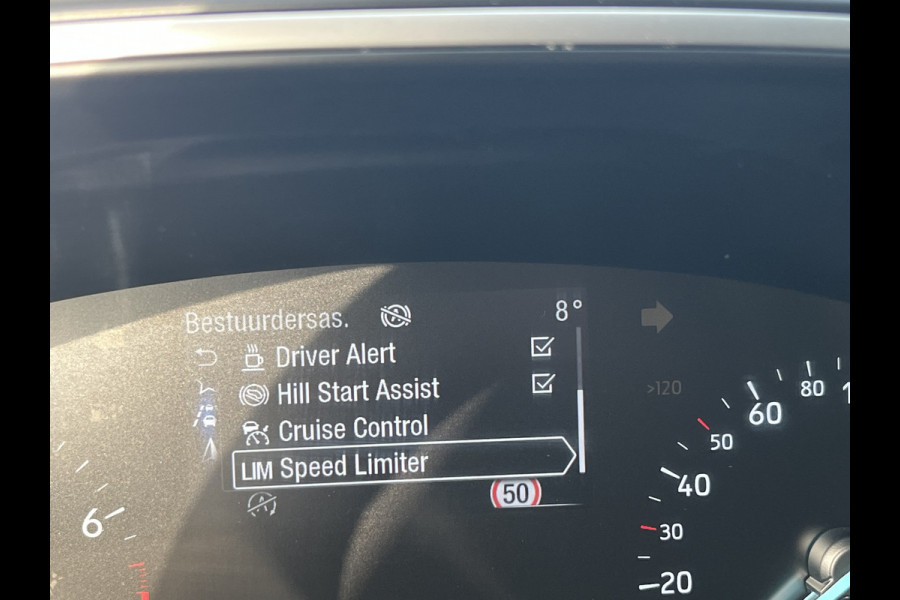 Bestuurdersas. 8°
Driver Alert
Hill Start Assist
Cruise Control
LIM Speed Limiter
50
>120
80
60
50
40
30
20
6